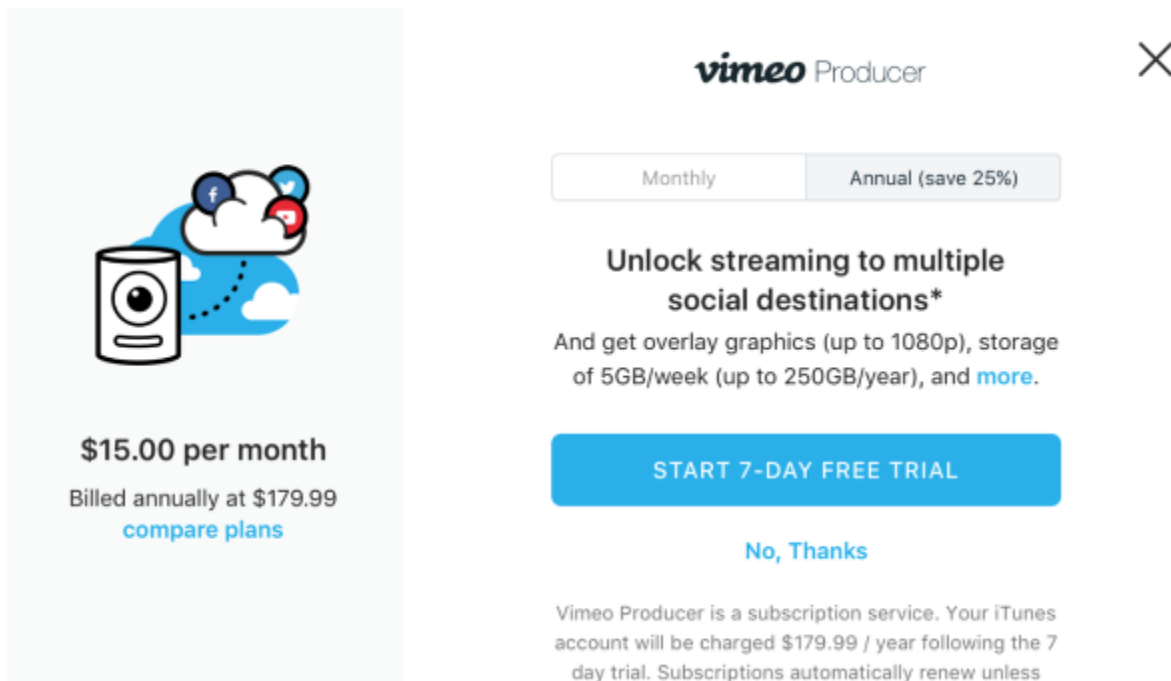 $15.00 per month
Billed annually at $179.99
compare plans
vimeo Producer
Monthly
Annual (save 25%)
Unlock streaming to multiple
social destinations*
And get overlay graphics (up to 1080p), storage
of 5GB/week (up to 250GB/year), and more.
START 7-DAY FREE TRIAL
No, Thanks
Vimeo Producer is a subscription service. Your iTunes
account will be charged $179.99 / year following the 7
day trial. Subscriptions automatically renew unless